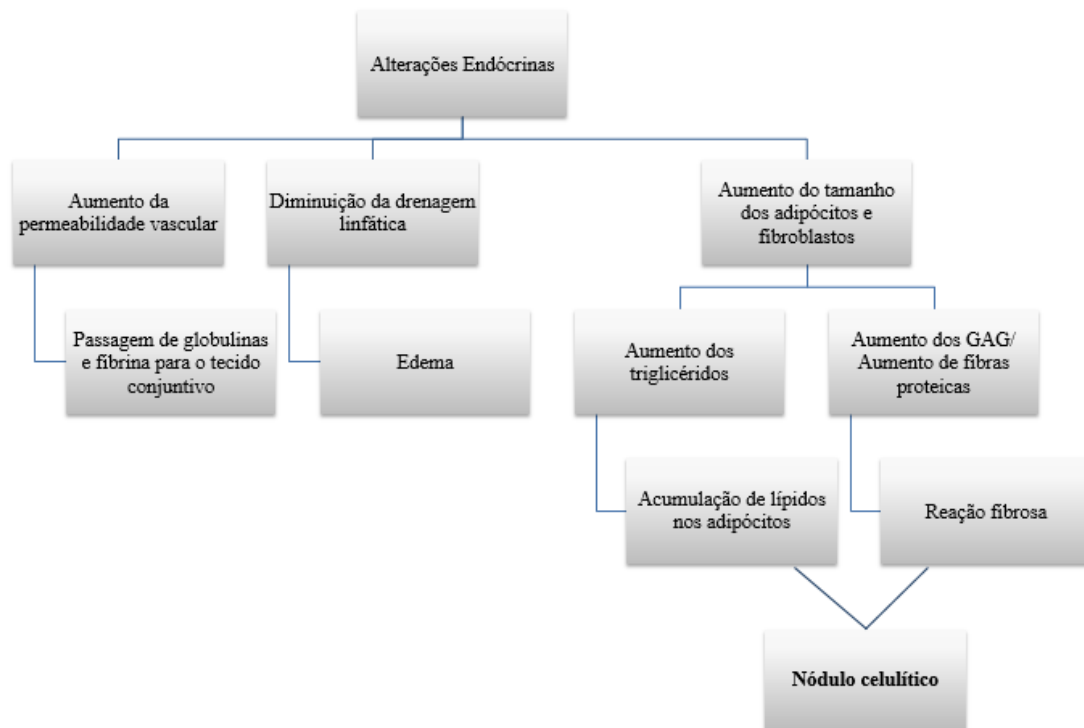 Alterações Endócrinas
Aumento da
permeabilidade vascular
Diminuição da drenagem
linfática
Aumento do tamanho
dos adipócitos e
fibroblastos
Passagem de globulinas
e fibrina para o tecido
conjuntivo
Edema
Aumento dos
triglicéridos
Aumento dos GAG/
Aumento de fibras
proteicas
Acumulação de lípidos
nos adipócitos
Reação fibrosa
Nódulo celulítico